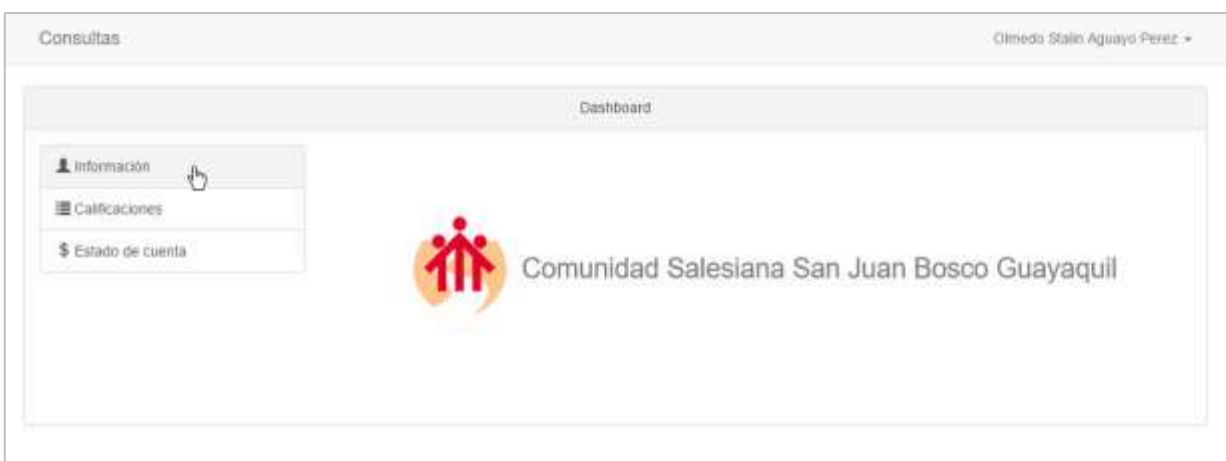 Consultas
Olmedo Stalin Aguayo Perez
Dashboard
Información
Calificaciones
$ Estado de cuenta
Comunidad Salesiana San Juan Bosco Guayaquil